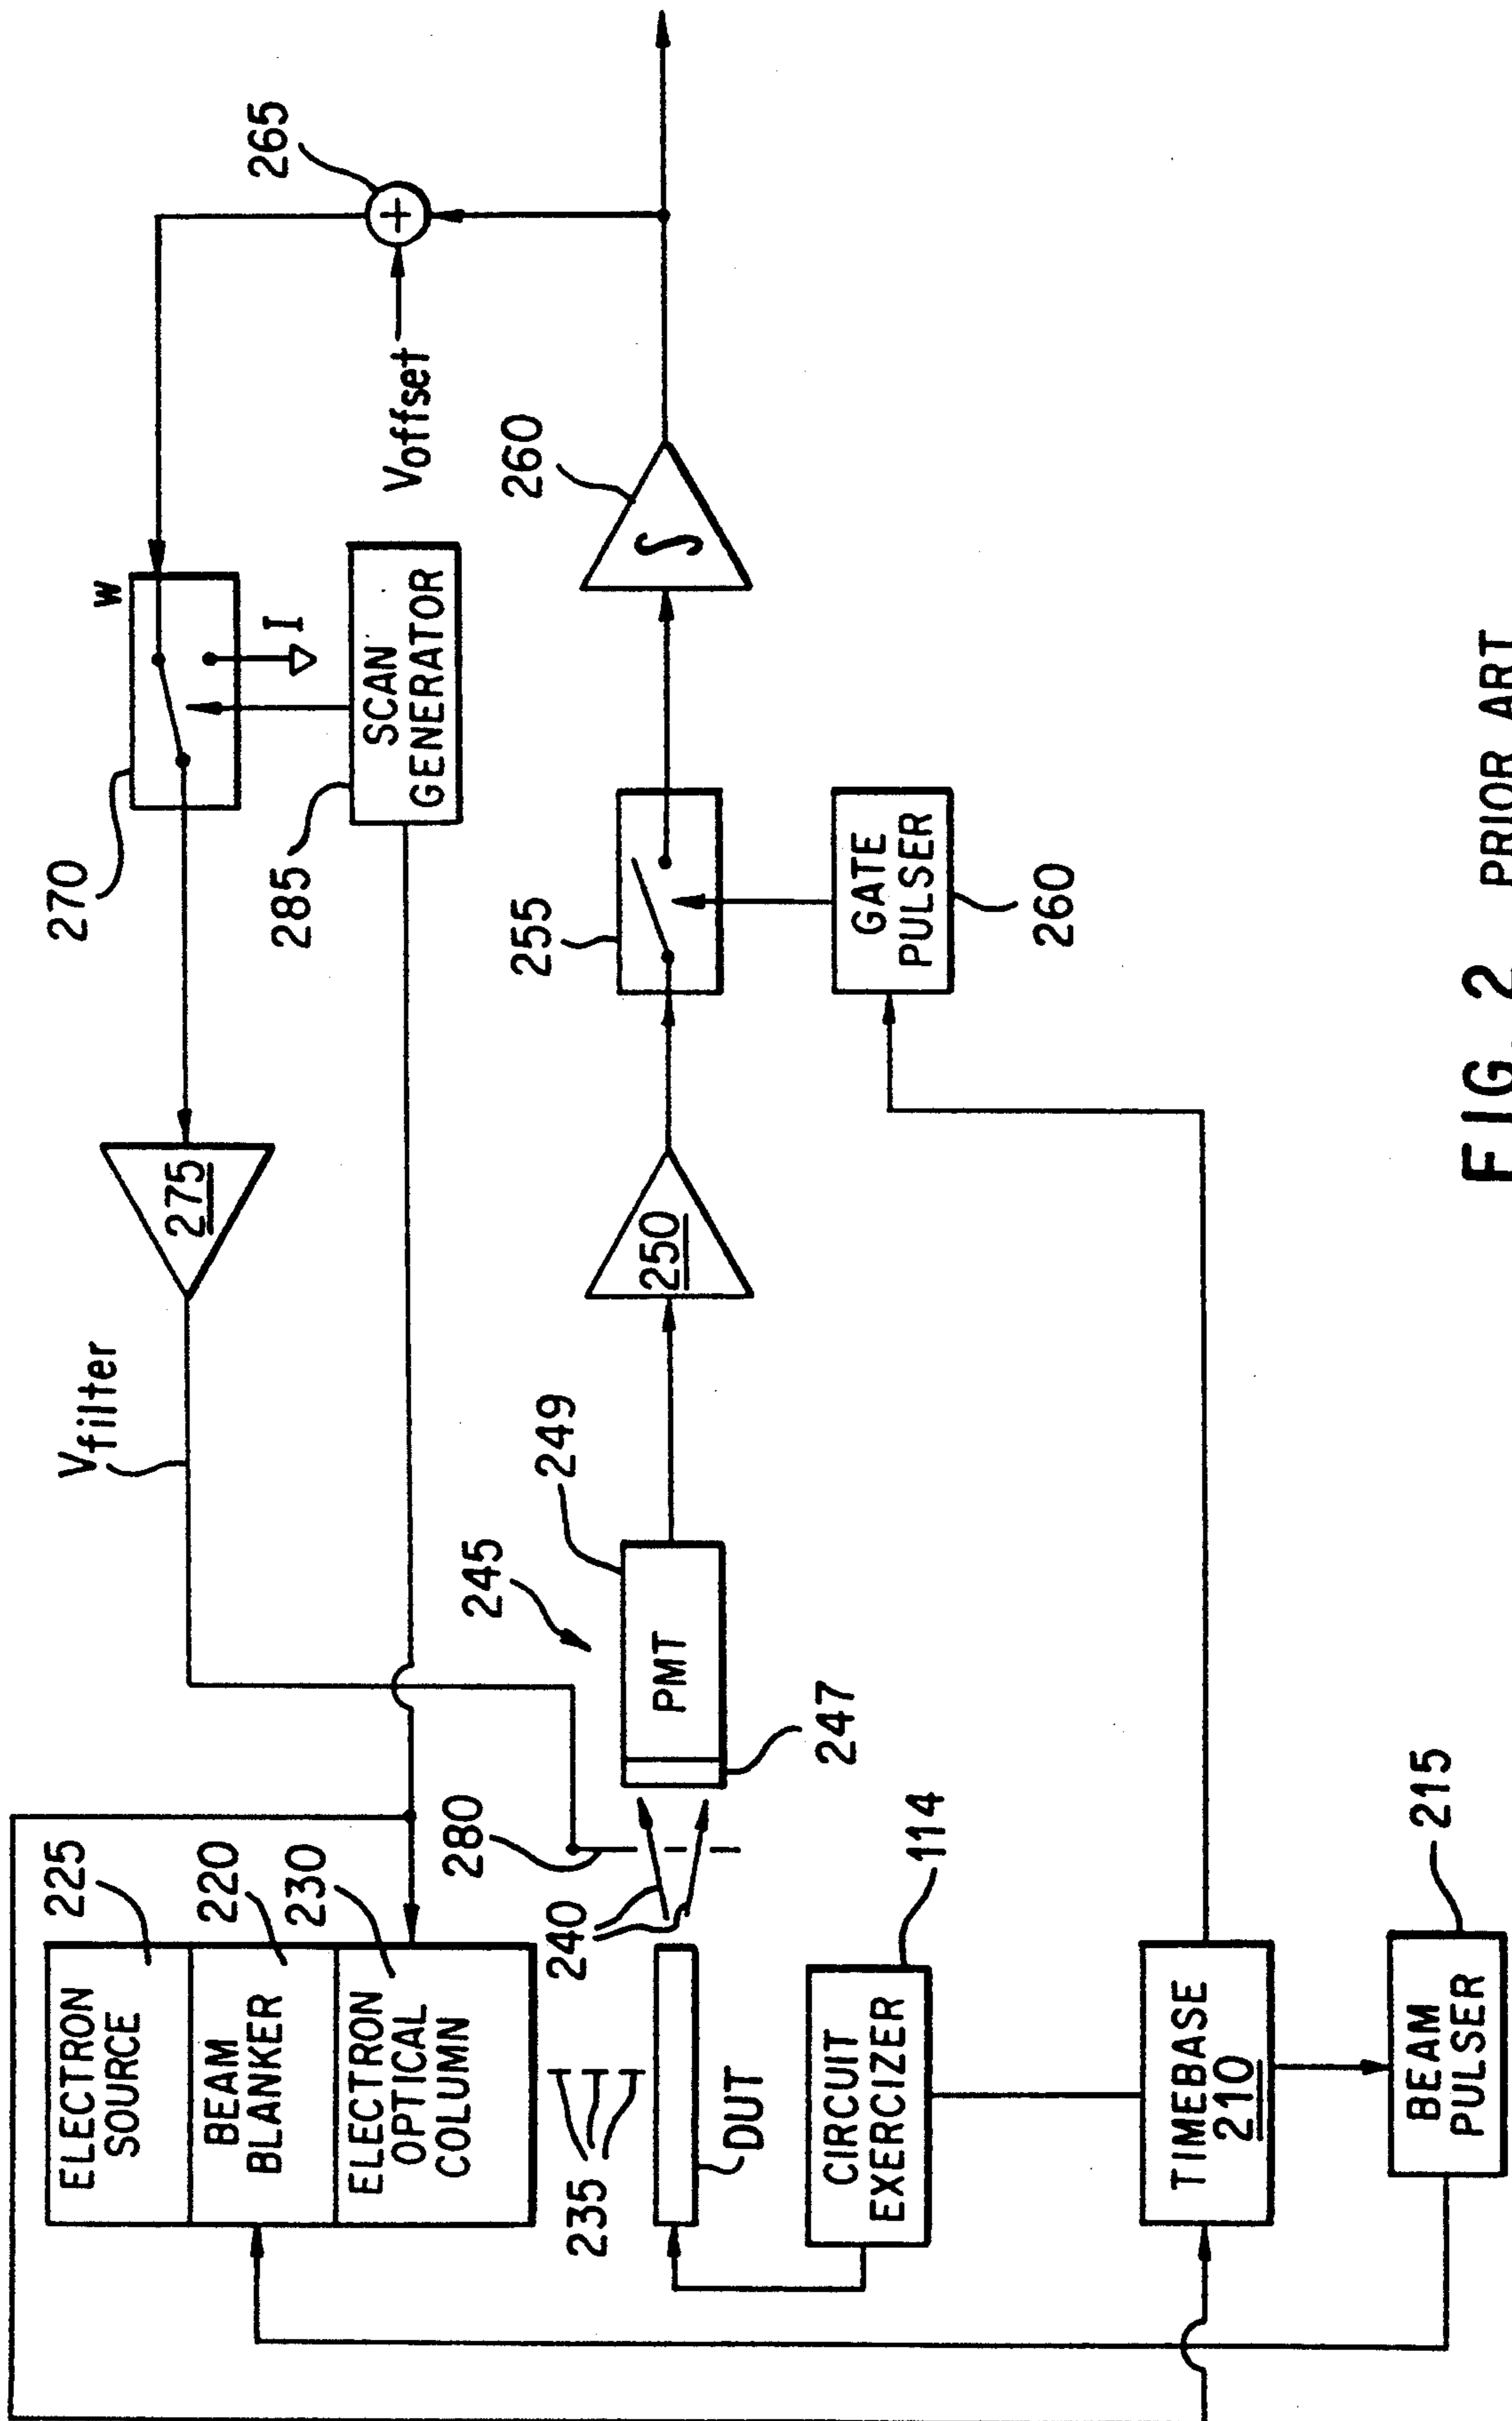 ELECTRON
SOURCE
225
BEAM
BLANKER
220
ELECTRON
OPTICAL
COLUMN
230
235
240
280
DUT
CIRCUIT
EXERCIZER
114
TIMEBASE
210
BEAM
PULSER
215
Vfilter
275
270
W
I
SCAN
GENERATOR
285
265
+
Voffset
245
PMT
249
247
250
255
GATE
PULSER
260
∫
260
FIG. 2 PRIOR ART